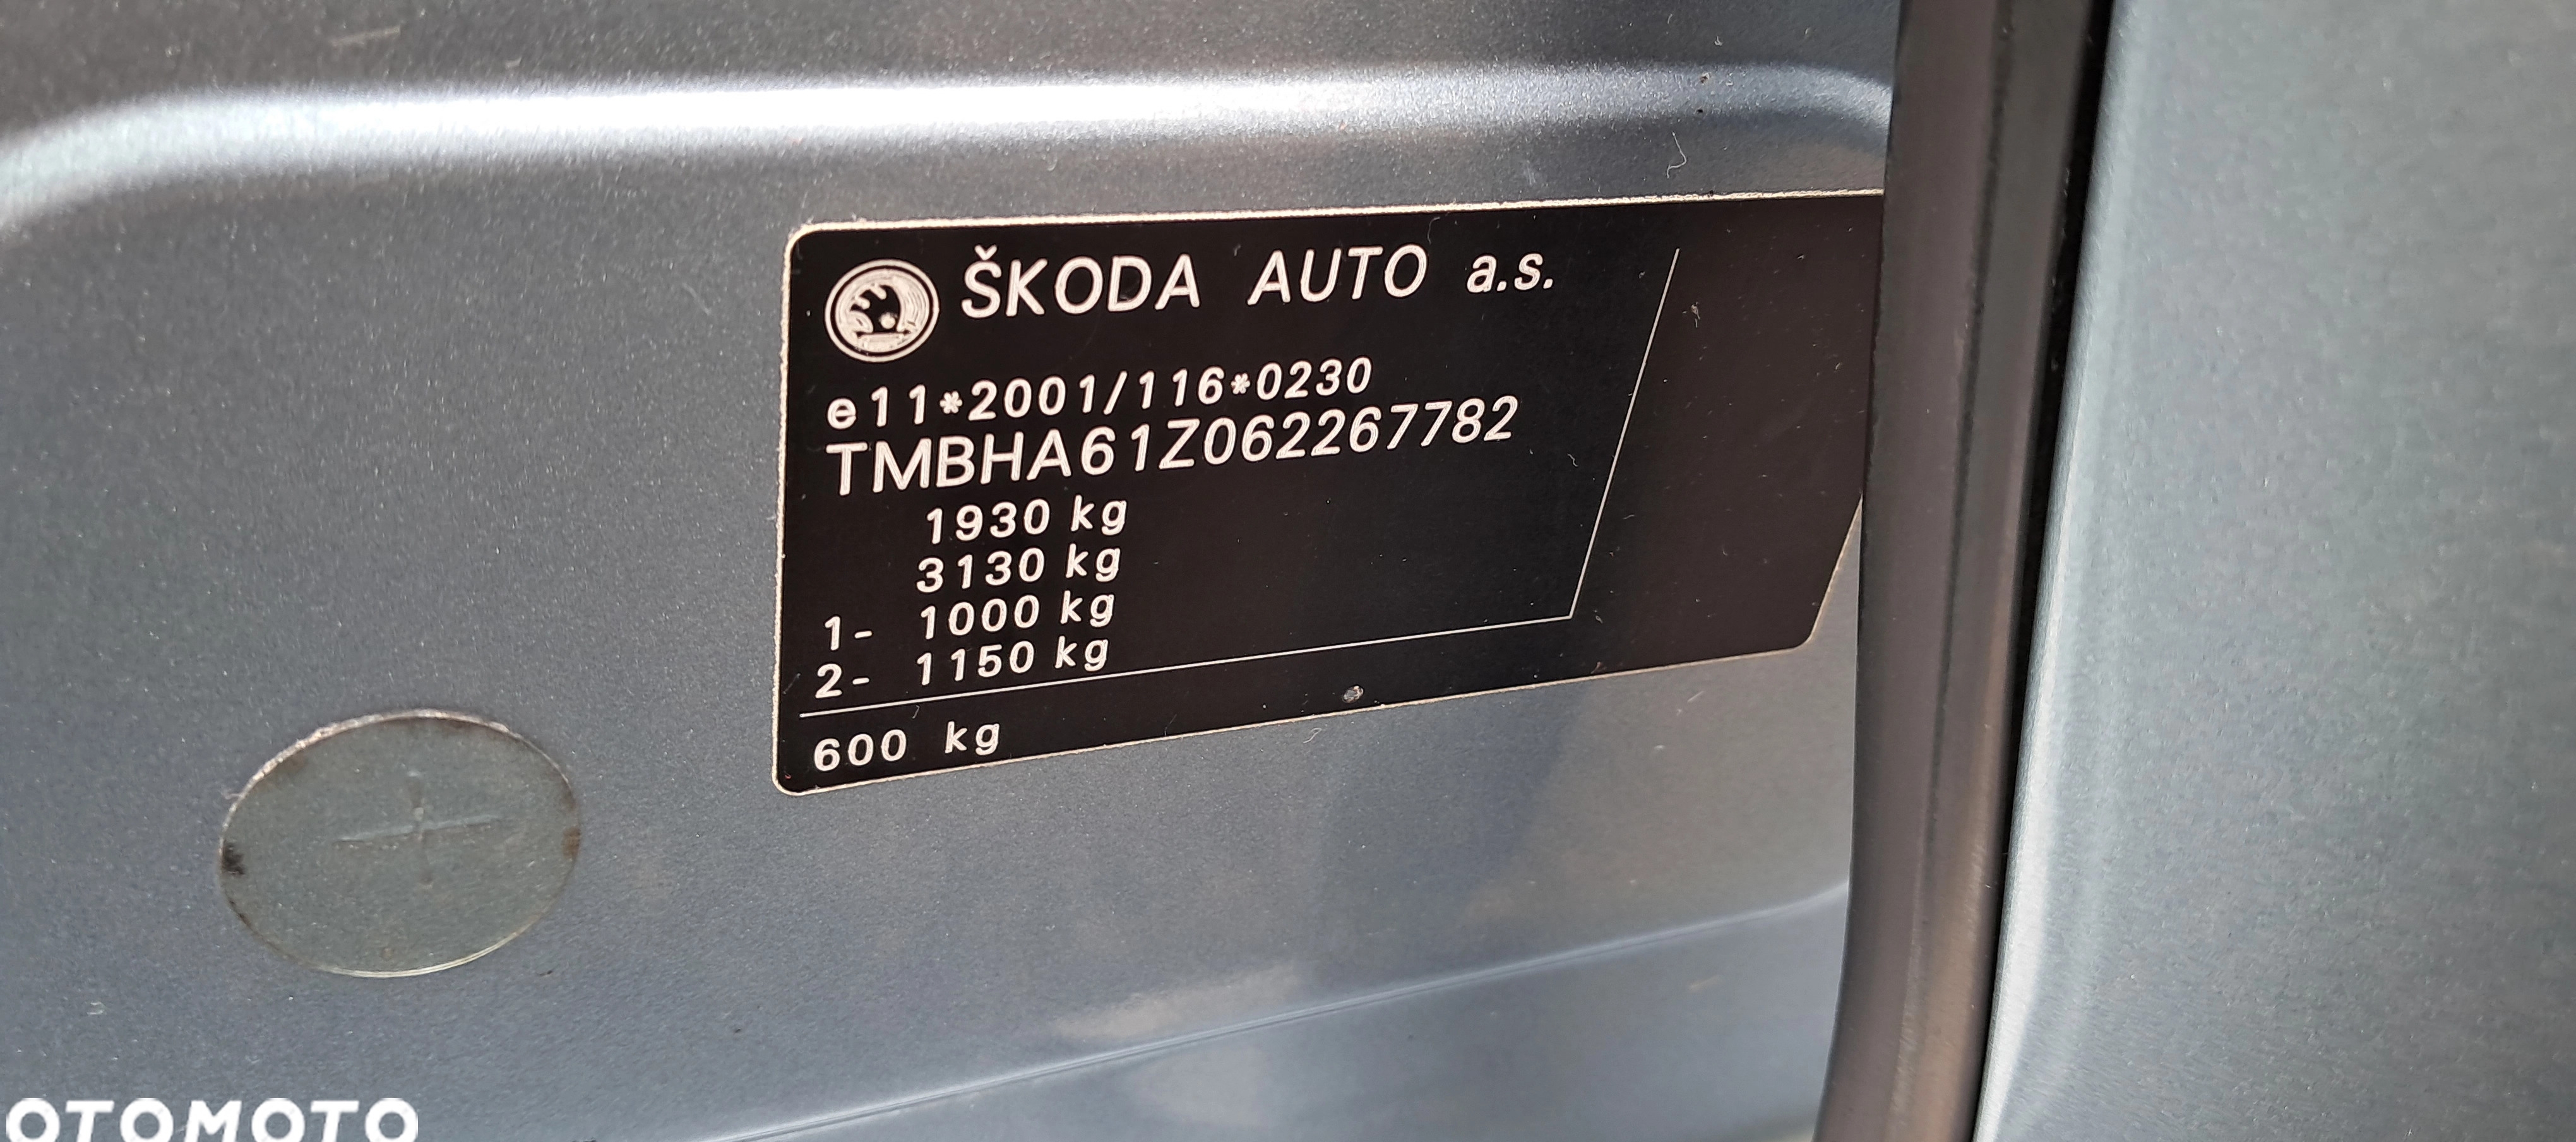 ŠKODA AUTO a.s.
e11*2001/116*0230
TMBHA61Z062267782
1930 kg
3130 kg
1- 1000 kg
2- 1150 kg
600 kg
OTOMOTO